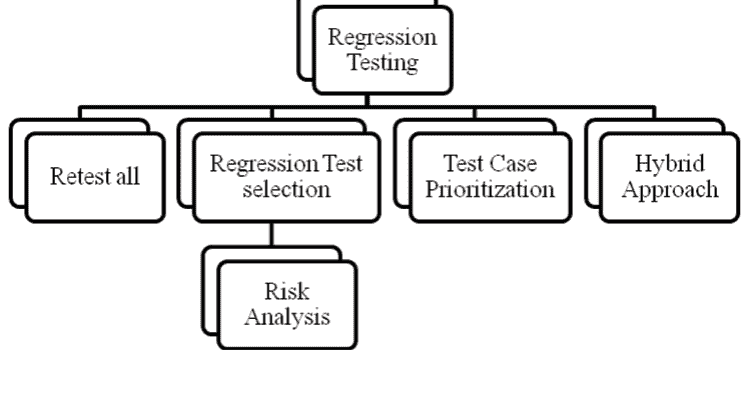 Regression
Testing
Retest all
Regression Test
selection
Test Case
Prioritization
Hybrid
Approach
Risk
Analysis